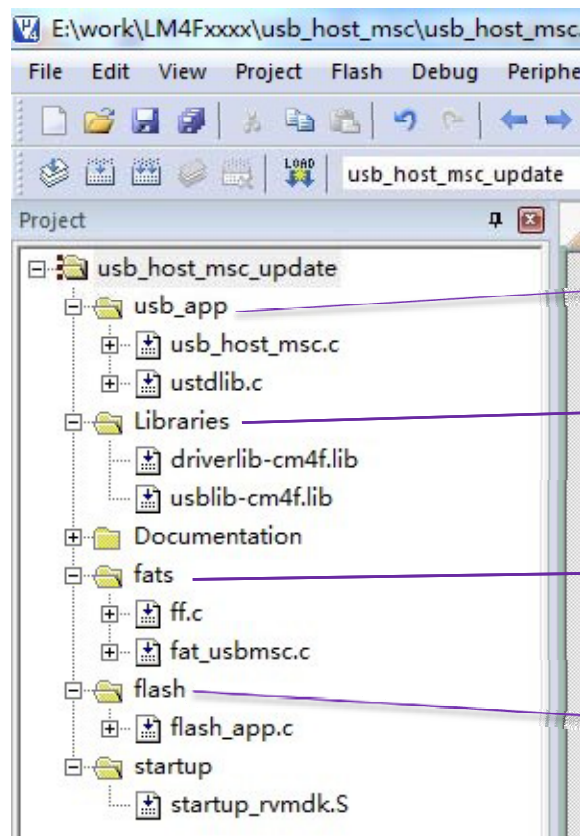 E:\work\LM4Fxxxx\usb_host_msc\usb_host_msc.
File Edit View Project Flash Debug Periphe
LOAD usb_host_msc_update
Project
usb_host_msc_update
usb_app
usb_host_msc.c
ustdlib.c
Libraries
driverlib-cm4f.lib
usblib-cm4f.lib
Documentation
fats
ff.c
fat_usbmsc.c
flash
flash_app.c
startup
startup_rvmdk.S